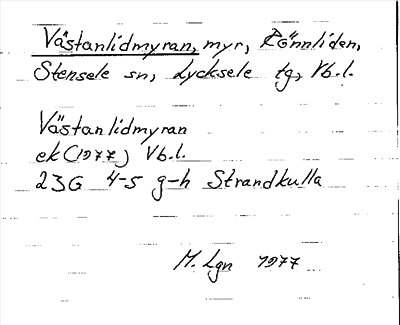 Västanlidmyran, myr, Rönnliden,
Stensele sn, Lycksele tg, Vb.l.
Västanlidmyran
ek (1977) Vb.l.
23G 4-5 g-h Strandkulla
M. Lgn 1977